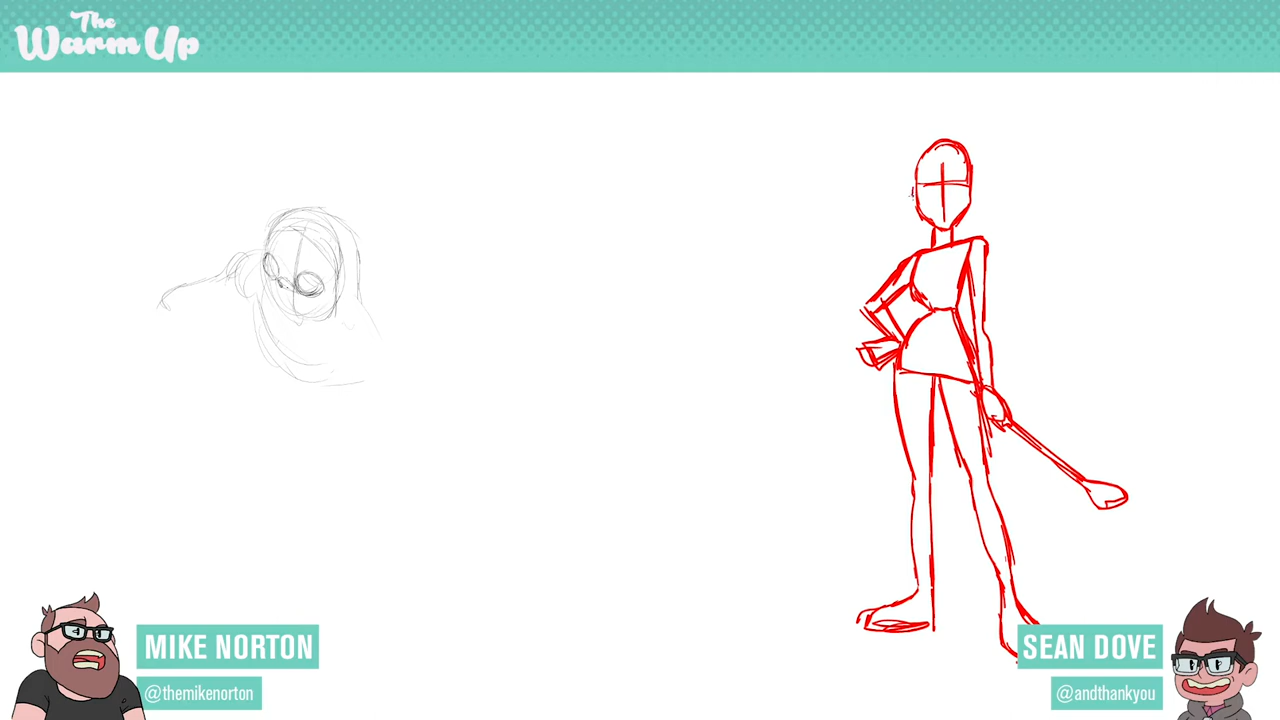 The
Warm Up
MIKE NORTON
@themikenorton
SEAN DOVE
@andthankyou